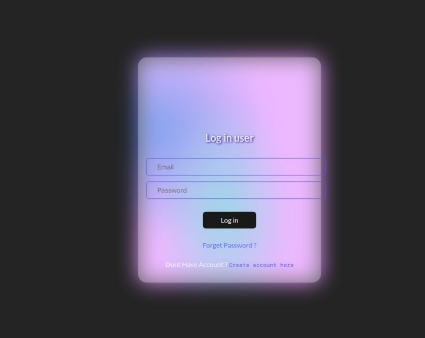 Log in user
Email
Password
Log in
Forget Password ?
Dont Have Account? Create account here